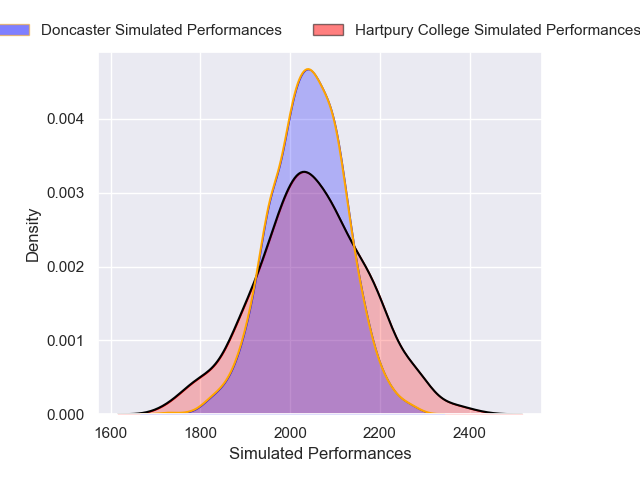 Doncaster Simulated Performances
Hartpury College Simulated Performances
0.004
0.003
0.002
0.001
0.000
1600 1800 2000 2200 2400
Density
Simulated Performances